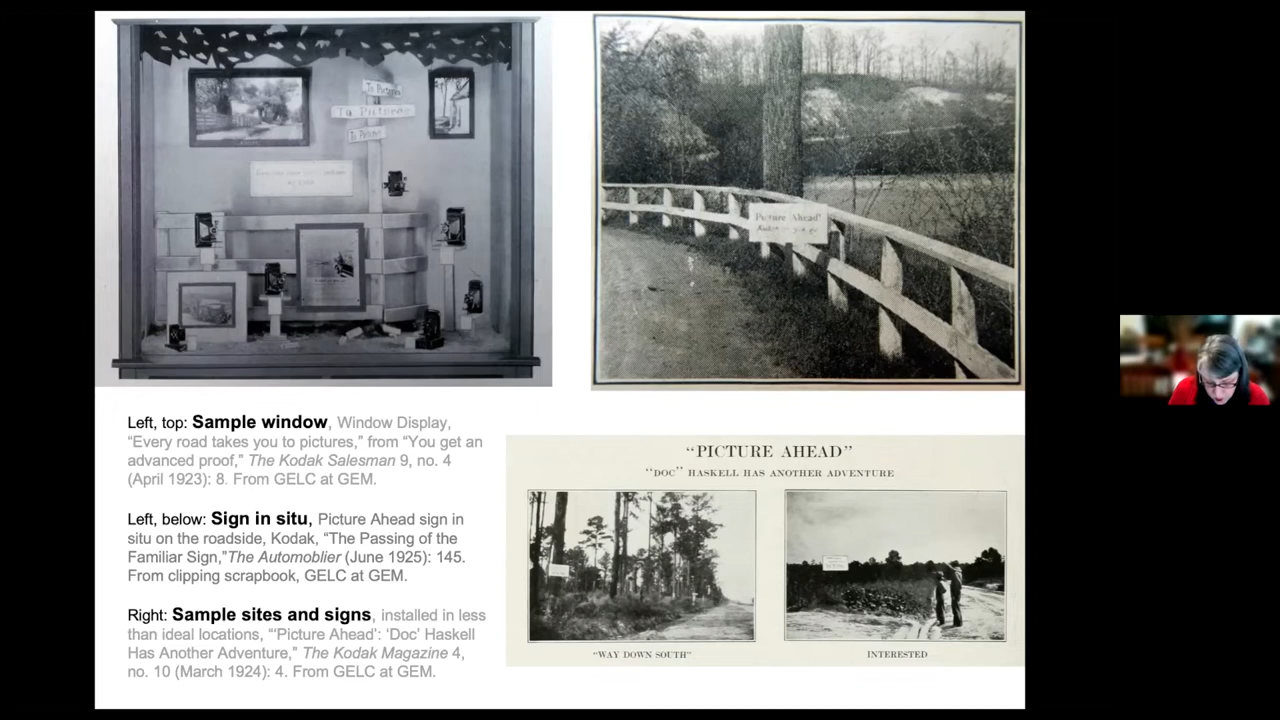 To Pictures
To Pictures
To Pictures
"Picture Ahead"
Left, top: Sample window, Window Display,
“Every road takes you to pictures,” from “You get an
advanced proof,” The Kodak Salesman 9, no. 4
(April 1923): 8. From GELC at GEM.
Left, below: Sign in situ, Picture Ahead sign in
situ on the roadside, Kodak, “The Passing of the
Familiar Sign,”The Automoblier (June 1925): 145.
From clipping scrapbook, GELC at GEM.
Right: Sample sites and signs, installed in less
than ideal locations, “‘Picture Ahead’: ‘Doc’ Haskell
Has Another Adventure,” The Kodak Magazine 4,
no. 10 (March 1924): 4. From GELC at GEM.
“PICTURE AHEAD”
“DOC” HASKELL HAS ANOTHER ADVENTURE
“WAY DOWN SOUTH”
INTERESTED